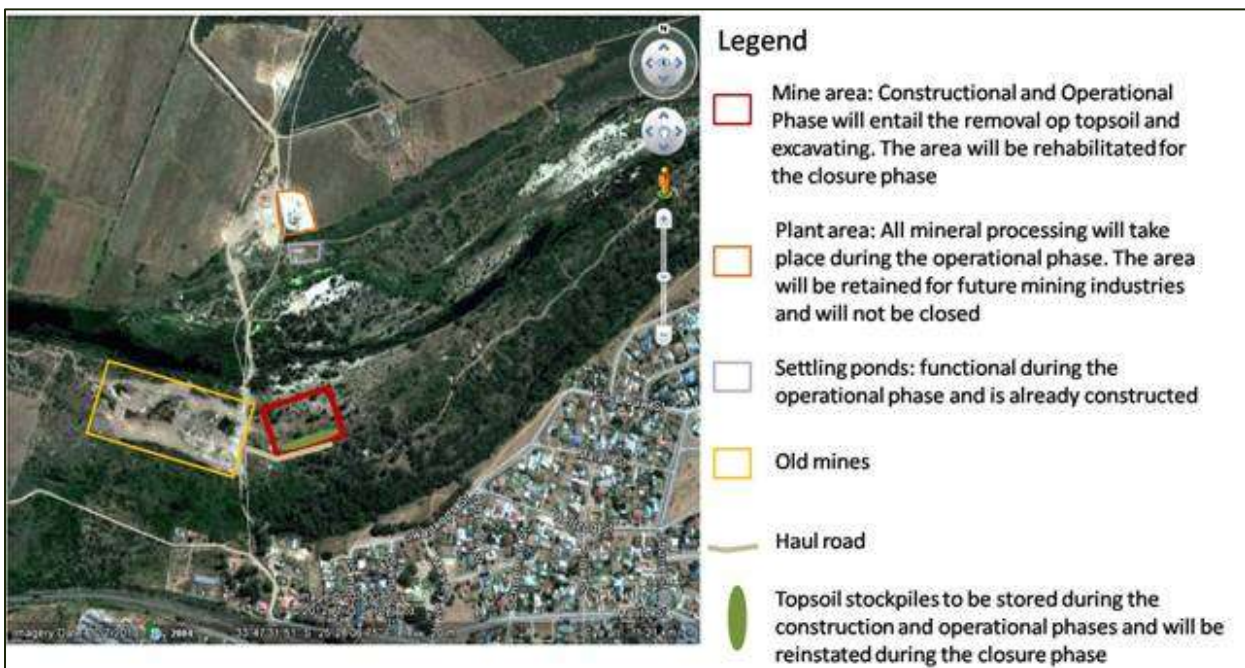 N
Legend
Mine area: Constructional and Operational
Phase will entail the removal op topsoil and
excavating. The area will be rehabilitated for
the closure phase
Plant area: All mineral processing will take
place during the operational phase. The area
will be retained for future mining industries
and will not be closed
Settling ponds: functional during the
operational phase and is already constructed
Old mines
Haul road
Topsoil stockpiles to be stored during the
construction and operational phases and will be
reinstated during the closure phase
2004